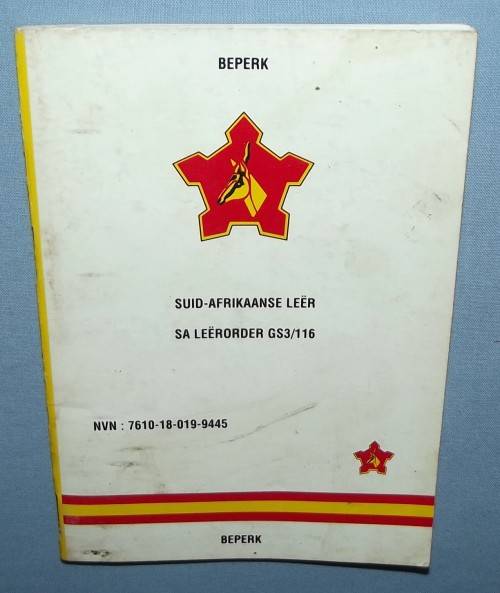 BEPERK
SUID-AFRIKAANSE LEËR
SA LEËRORDER GS3/116
NVN : 7610-18-019-9445
BEPERK